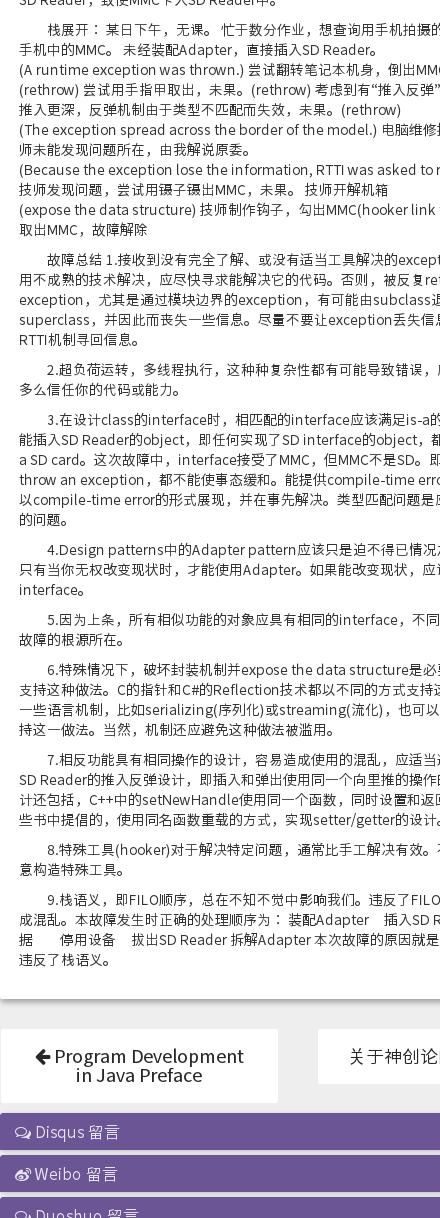 SD Reader，致使MMC卡入SD Reader中。
栈展开： 某日下午，无课。 忙于数分作业，想查询用手机拍摄的
手机中的MMC。 未经装配Adapter，直接插入SD Reader。
(A runtime exception was thrown.) 尝试翻转笔记本机身，倒出MM
(rethrow) 尝试用手指甲取出，未果。(rethrow) 考虑到有“推入反弹”
推入更深，反弹机制由于类型不匹配而失效，未果。(rethrow)
(The exception spread across the border of the model.) 电脑维修
师未能发现问题所在，由我解说原委。
(Because the exception lose the information, RTTI was asked to r
技师发现问题，尝试用镊子镊出MMC，未果。 技师开解机箱
(expose the data structure) 技师制作钩子，勾出MMC(hooker link
取出MMC，故障解除
故障总结 1.接收到没有完全了解、或没有适当工具解决的except
用不成熟的技术解决，应尽快寻求能解决它的代码。否则，被反复ret
exception，尤其是通过模块边界的exception，有可能由subclass退
superclass，并因此而丧失一些信息。尽量不要让exception丢失信
RTTI机制寻回信息。
2.超负荷运转，多线程执行，这种种复杂性都有可能导致错误，
多么信任你的代码或能力。
3.在设计class的interface时，相匹配的interface应该满足is-a的
能插入SD Reader的object，即任何实现了SD interface的object，都
a SD card。这次故障中，interface接受了MMC，但MMC不是SD。即
throw an exception，都不能使事态缓和。能提供compile-time erro
以compile-time error的形式展现，并在事先解决。类型匹配问题是
的问题。
4.Design patterns中的Adapter pattern应该只是迫不得已情况
只有当你无权改变现状时，才能使用Adapter。如果能改变现状，应
interface。
5.因为上条，所有相似功能的对象应具有相同的interface，不同
故障的根源所在。
6.特殊情况下，破坏封装机制并expose the data structure是必
支持这种做法。C的指针和C#的Reflection技术都以不同的方式支持
一些语言机制，比如serializing(序列化)或streaming(流化)，也可以
持这一做法。当然，机制还应避免这种做法被滥用。
7.相反功能具有相同操作的设计，容易造成使用的混乱，应适当
SD Reader的推入反弹设计，即插入和弹出使用同一个向里推的操作
计还包括，C++中的setNewHandle使用同一个函数，同时设置和返
些书中提倡的，使用同名函数重载的方式，实现setter/getter的设计。
8.特殊工具(hooker)对于解决特定问题，通常比手工解决有效。
意构造特殊工具。
9.栈语义，即FILO顺序，总在不知不觉中影响我们。违反了FILO
成混乱。本故障发生时正确的处理顺序为： 装配Adapter 插入SD R
据 停用设备 拔出SD Reader 拆解Adapter 本次故障的原因就是
违反了栈语义。
Program Development
in Java Preface
关于神创论
Disqus 留言
Weibo 留言
Duoshuo 留言